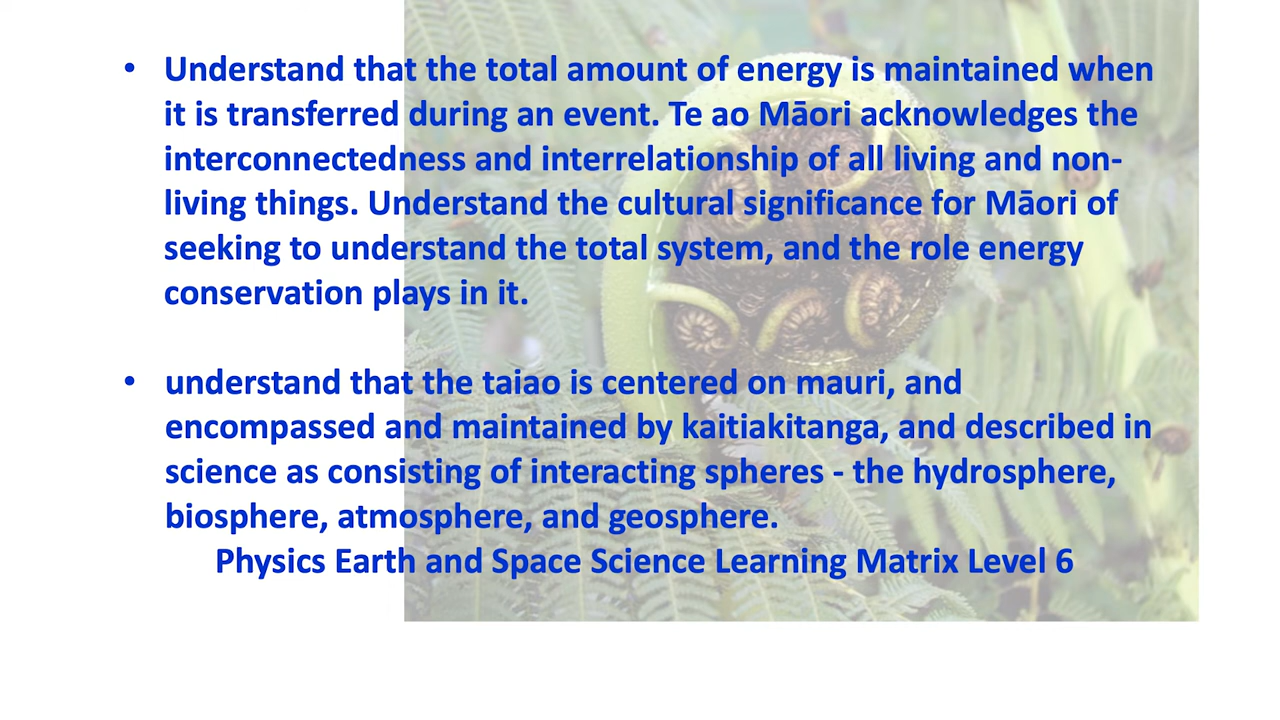 • Understand that the total amount of energy is maintained when
it is transferred during an event. Te ao Māori acknowledges the
interconnectedness and interrelationship of all living and non-
living things. Understand the cultural significance for Māori of
seeking to understand the total system, and the role energy
conservation plays in it.
• understand that the taiao is centered on mauri, and
encompassed and maintained by kaitiakitanga, and described in
science as consisting of interacting spheres - the hydrosphere,
biosphere, atmosphere, and geosphere.
Physics Earth and Space Science Learning Matrix Level 6